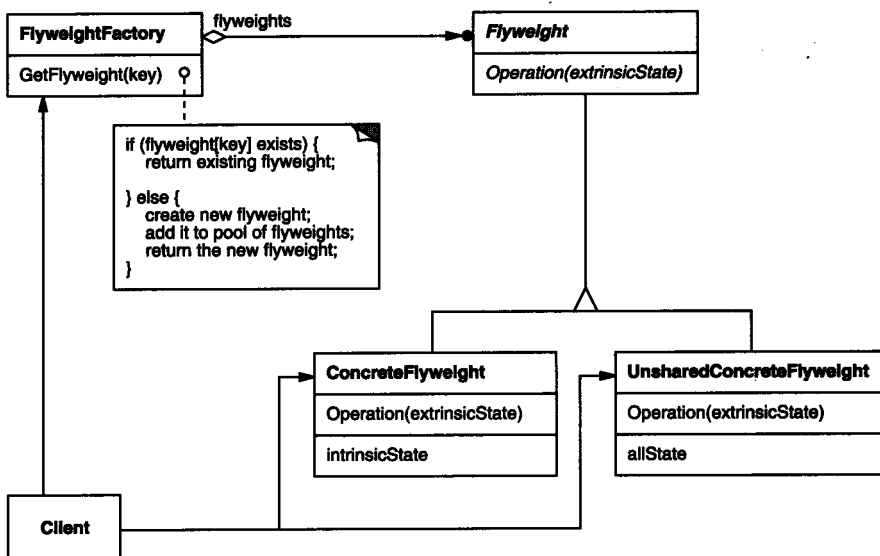 flyweights
FlyweightFactory
GetFlyweight(key)
Flyweight
Operation(extrinsicState)
if (flyweight[key] exists) {
return existing flyweight;
} else {
create new flyweight;
add it to pool of flyweights;
return the new flyweight;
}
ConcreteFlyweight
Operation(extrinsicState)
intrinsicState
UnsharedConcreteFlyweight
Operation(extrinsicState)
allState
Client